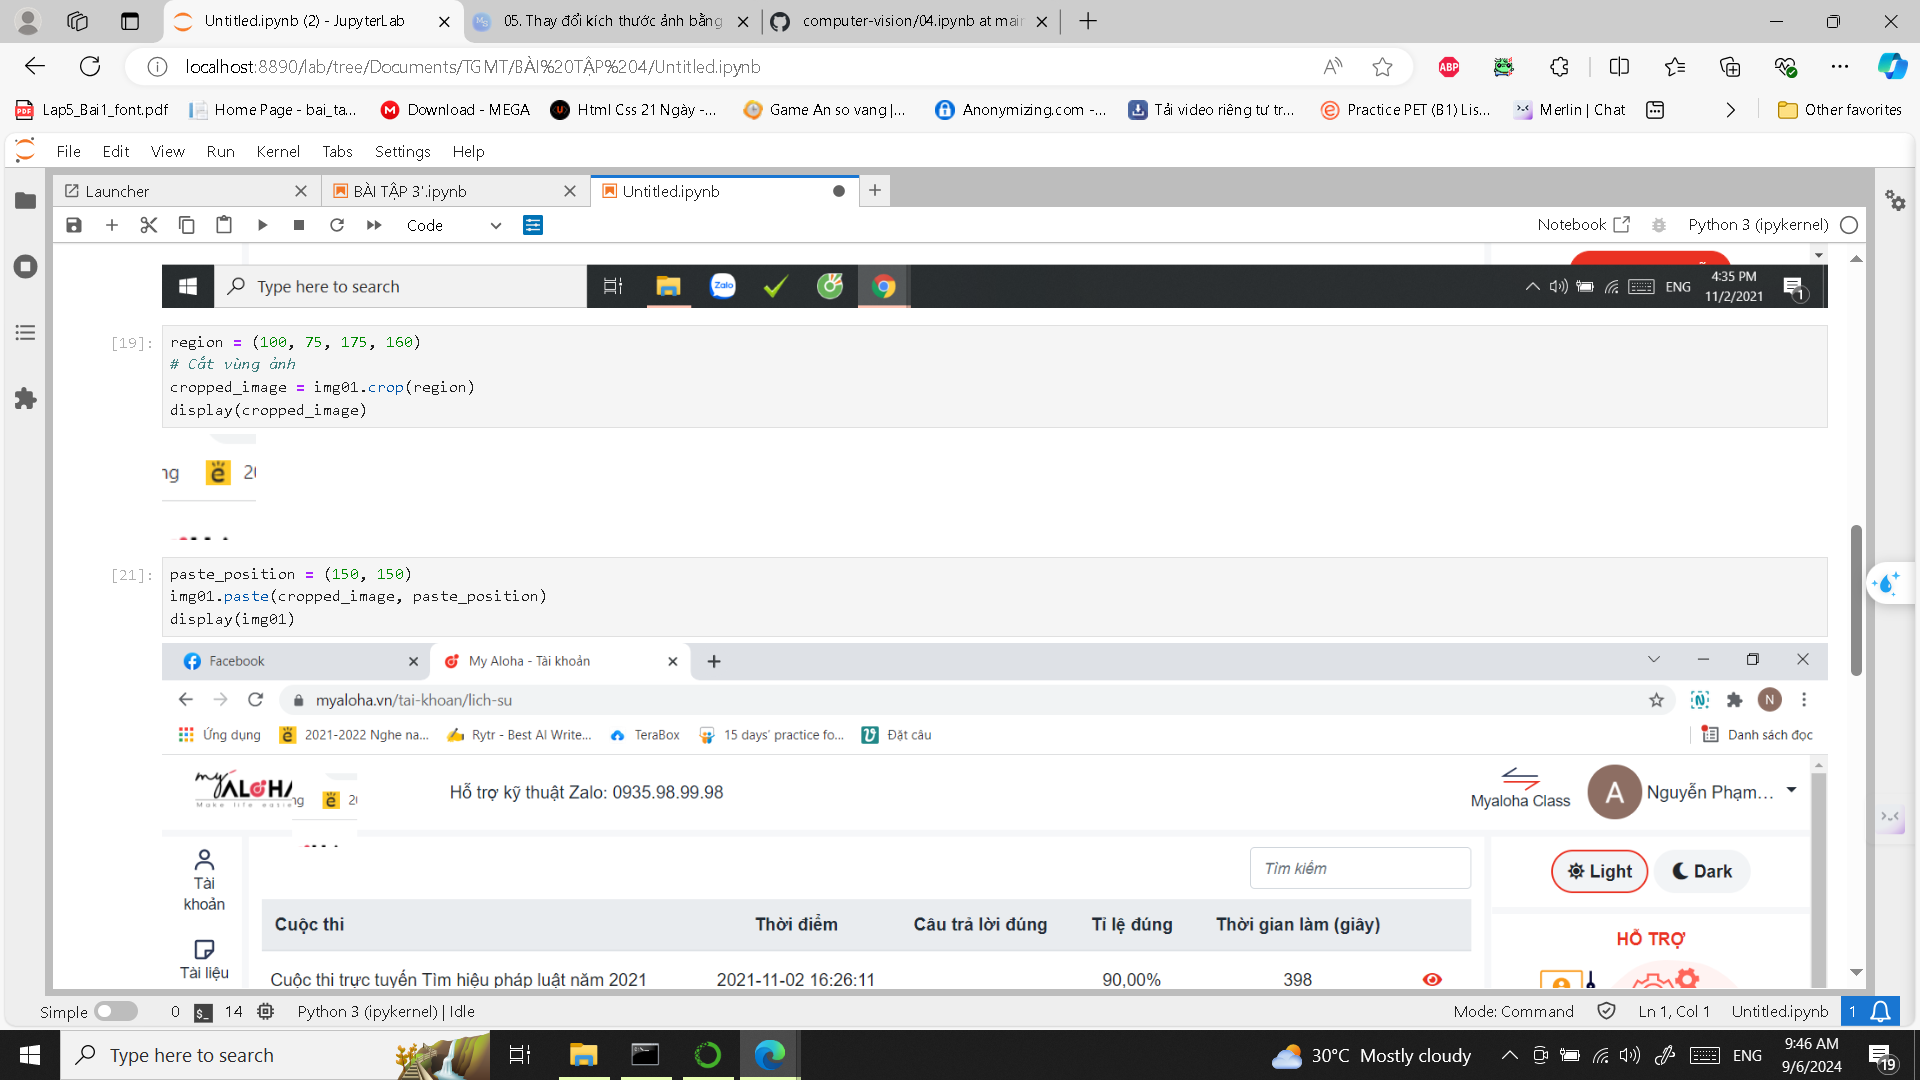 Untitled.ipynb (2) - JupyterLab
05. Thay đổi kích thước ảnh bằng
computer-vision/04.ipynb at mair
localhost:8890/lab/tree/Documents/TGMT/BÀI%20TẬP%204/Untitled.ipynb
ABP
Lap5_Bai1_font.pdf
Home Page - bai_ta...
Download - MEGA
Html Css 21 Ngày -...
Game An so vang |...
Anonymizing.com -...
Tải video riêng tư tr...
Practice PET (B1) Lis...
Merlin | Chat
Other favorites
File Edit View Run Kernel Tabs Settings Help
Launcher
BÀI TẬP 3'.ipynb
Untitled.ipynb
Code
Notebook
Python 3 (ipykernel)
Type here to search
Zalo
ENG
4:35 PM
11/2/2021
1
[19]:
region = (100, 75, 175, 160)
# Cắt vùng ảnh
cropped_image = img01.crop(region)
display(cropped_image)
ng ë 20
[21]:
paste_position = (150, 150)
img01.paste(cropped_image, paste_position)
display(img01)
Facebook
My Aloha - Tài khoản
myaloha.vn/tai-khoan/lich-su
N
Ứng dụng
2021-2022 Nghe na...
Rytr - Best AI Write...
TeraBox
15 days' practice fo...
Đặt câu
Danh sách đọc
my ALOHA
Make life
ng ë 20
Hỗ trợ kỹ thuật Zalo: 0935.98.99.98
Myaloha Class
A
Nguyễn Phạm...
Tài khoản
Tìm kiếm
Light
Dark
Cuộc thi Thời điểm Câu trả lời đúng Tỉ lệ đúng Thời gian làm (giây)
HỖ TRỢ
Tài liệu
Cuộc thi trực tuyến Tìm hiệu pháp luật năm 2021 2021-11-02 16:26:11 90,00% 398
Simple
0
14
Python 3 (ipykernel) | Idle
Mode: Command
Ln 1, Col 1
Untitled.ipynb
1
Type here to search
30°C Mostly cloudy
ENG
9:46 AM
9/6/2024
19